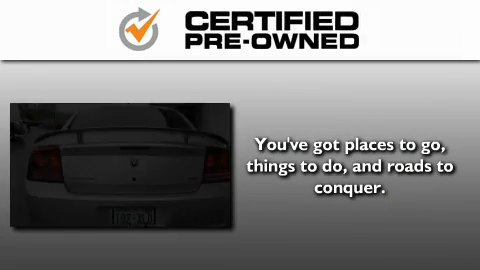 CERTIFIED
PRE-OWNED
You've got places to go,
things to do, and roads to
conquer.